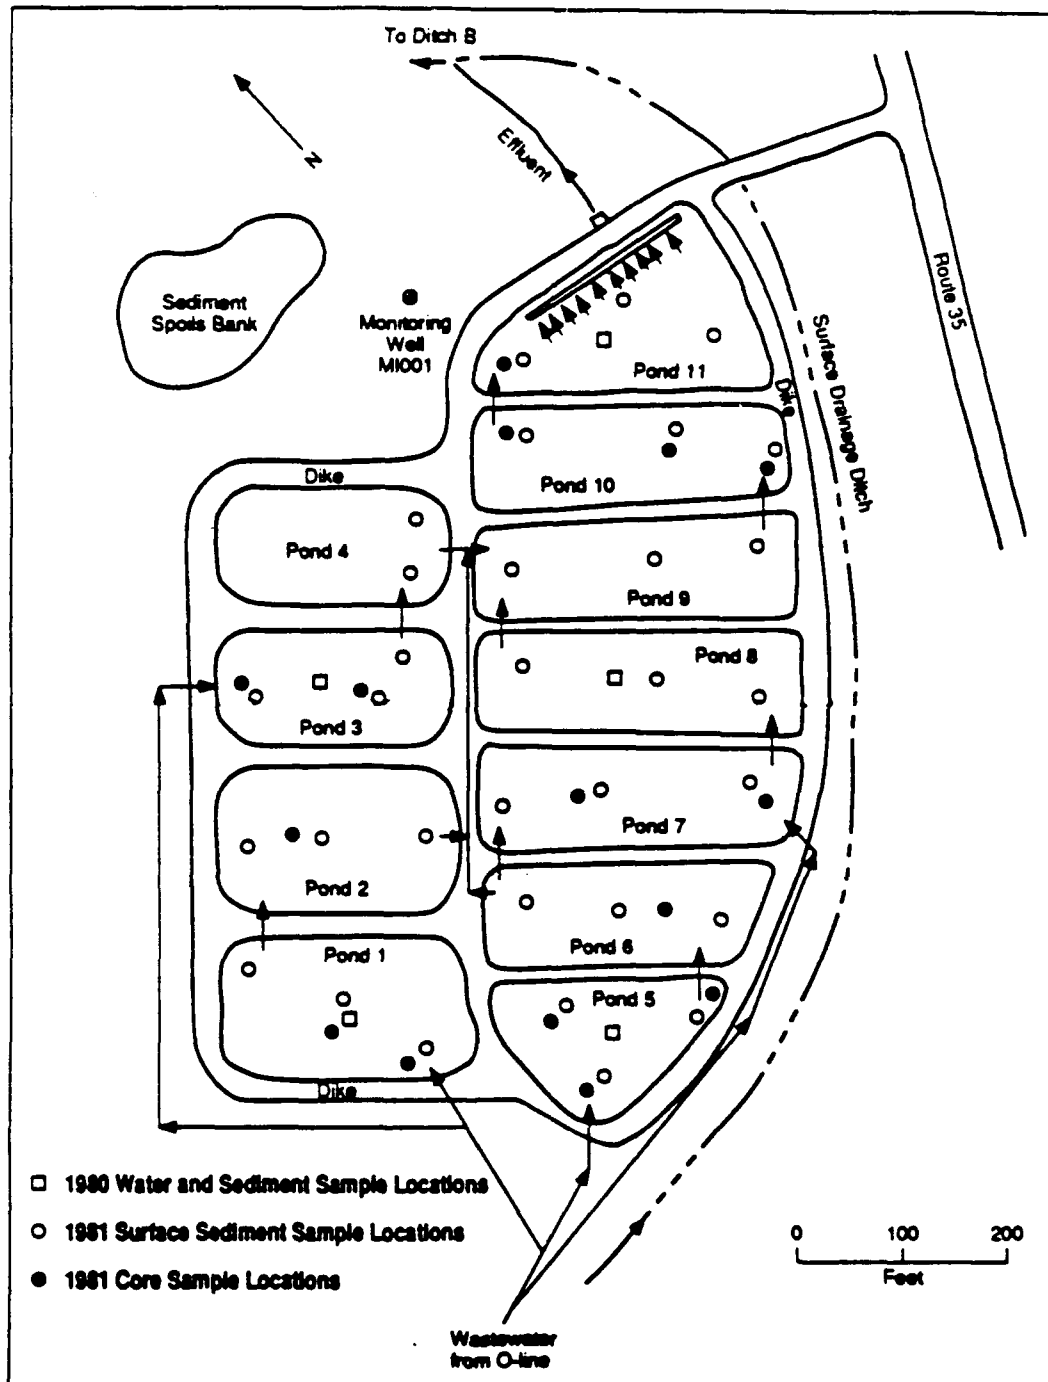 To Ditch B
N
Effluent
Route 35
Sediment
Spoils Bank
Monitoring
Well
MI001
Surface Drainage Ditch
Pond 11
Dike
Pond 10
Dike
Pond 4
Pond 9
Pond 8
Pond 3
Pond 7
Pond 2
Pond 6
Pond 1
Pond 5
Dike
1980 Water and Sediment Sample Locations
1981 Surface Sediment Sample Locations
1981 Core Sample Locations
0 100 200
Feet
Wastewater
from O-line